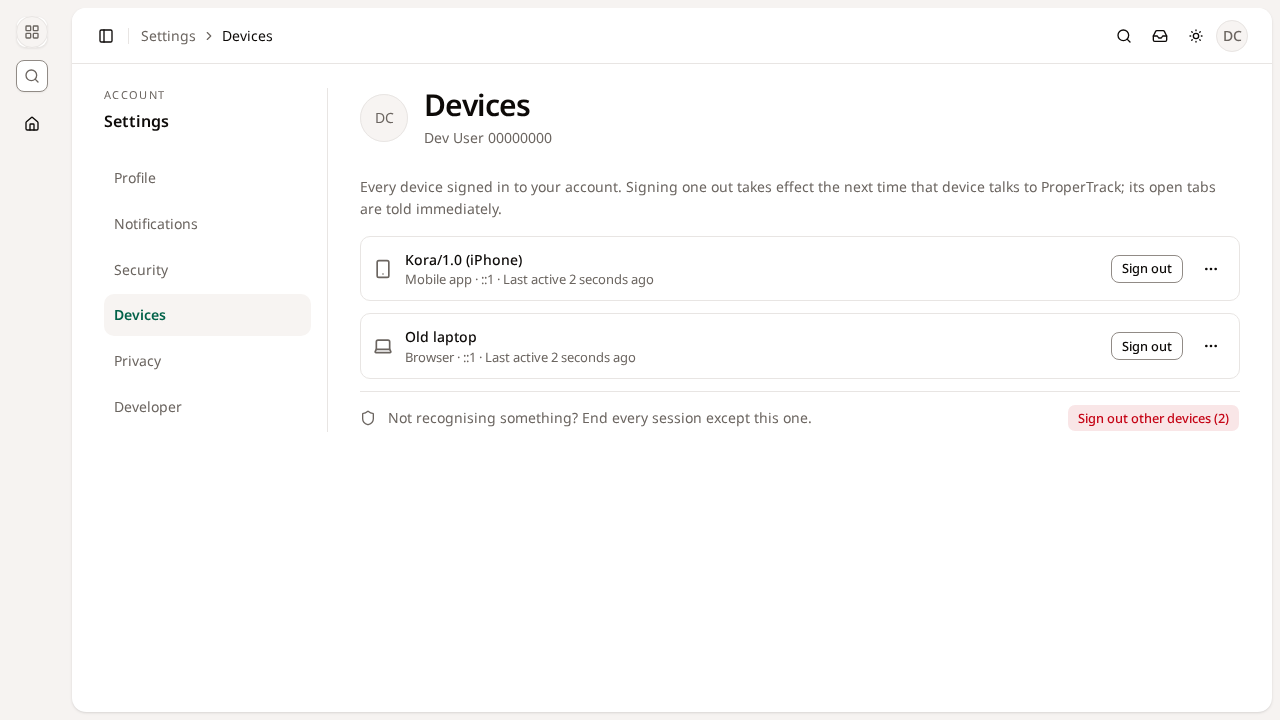 Settings
Devices
DC
ACCOUNT
Settings
Profile
Notifications
Security
Devices
Privacy
Developer
DC
Devices
Dev User 00000000
Every device signed in to your account. Signing one out takes effect the next time that device talks to ProperTrack; its open tabs
are told immediately.
Kora/1.0 (iPhone)
Mobile app · ::1 · Last active 2 seconds ago
Sign out
Old laptop
Browser · ::1 · Last active 2 seconds ago
Sign out
Not recognising something? End every session except this one.
Sign out other devices (2)